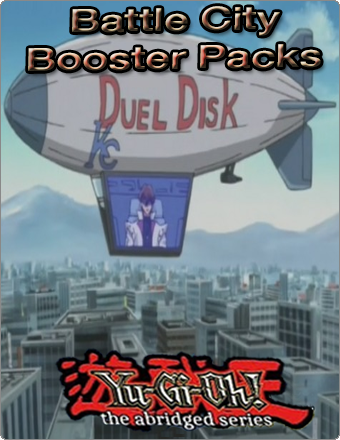 Battle City
Booster Packs
DUEL DISK
KC
遊戯王
Yu-Gi-Oh!
the abridged series